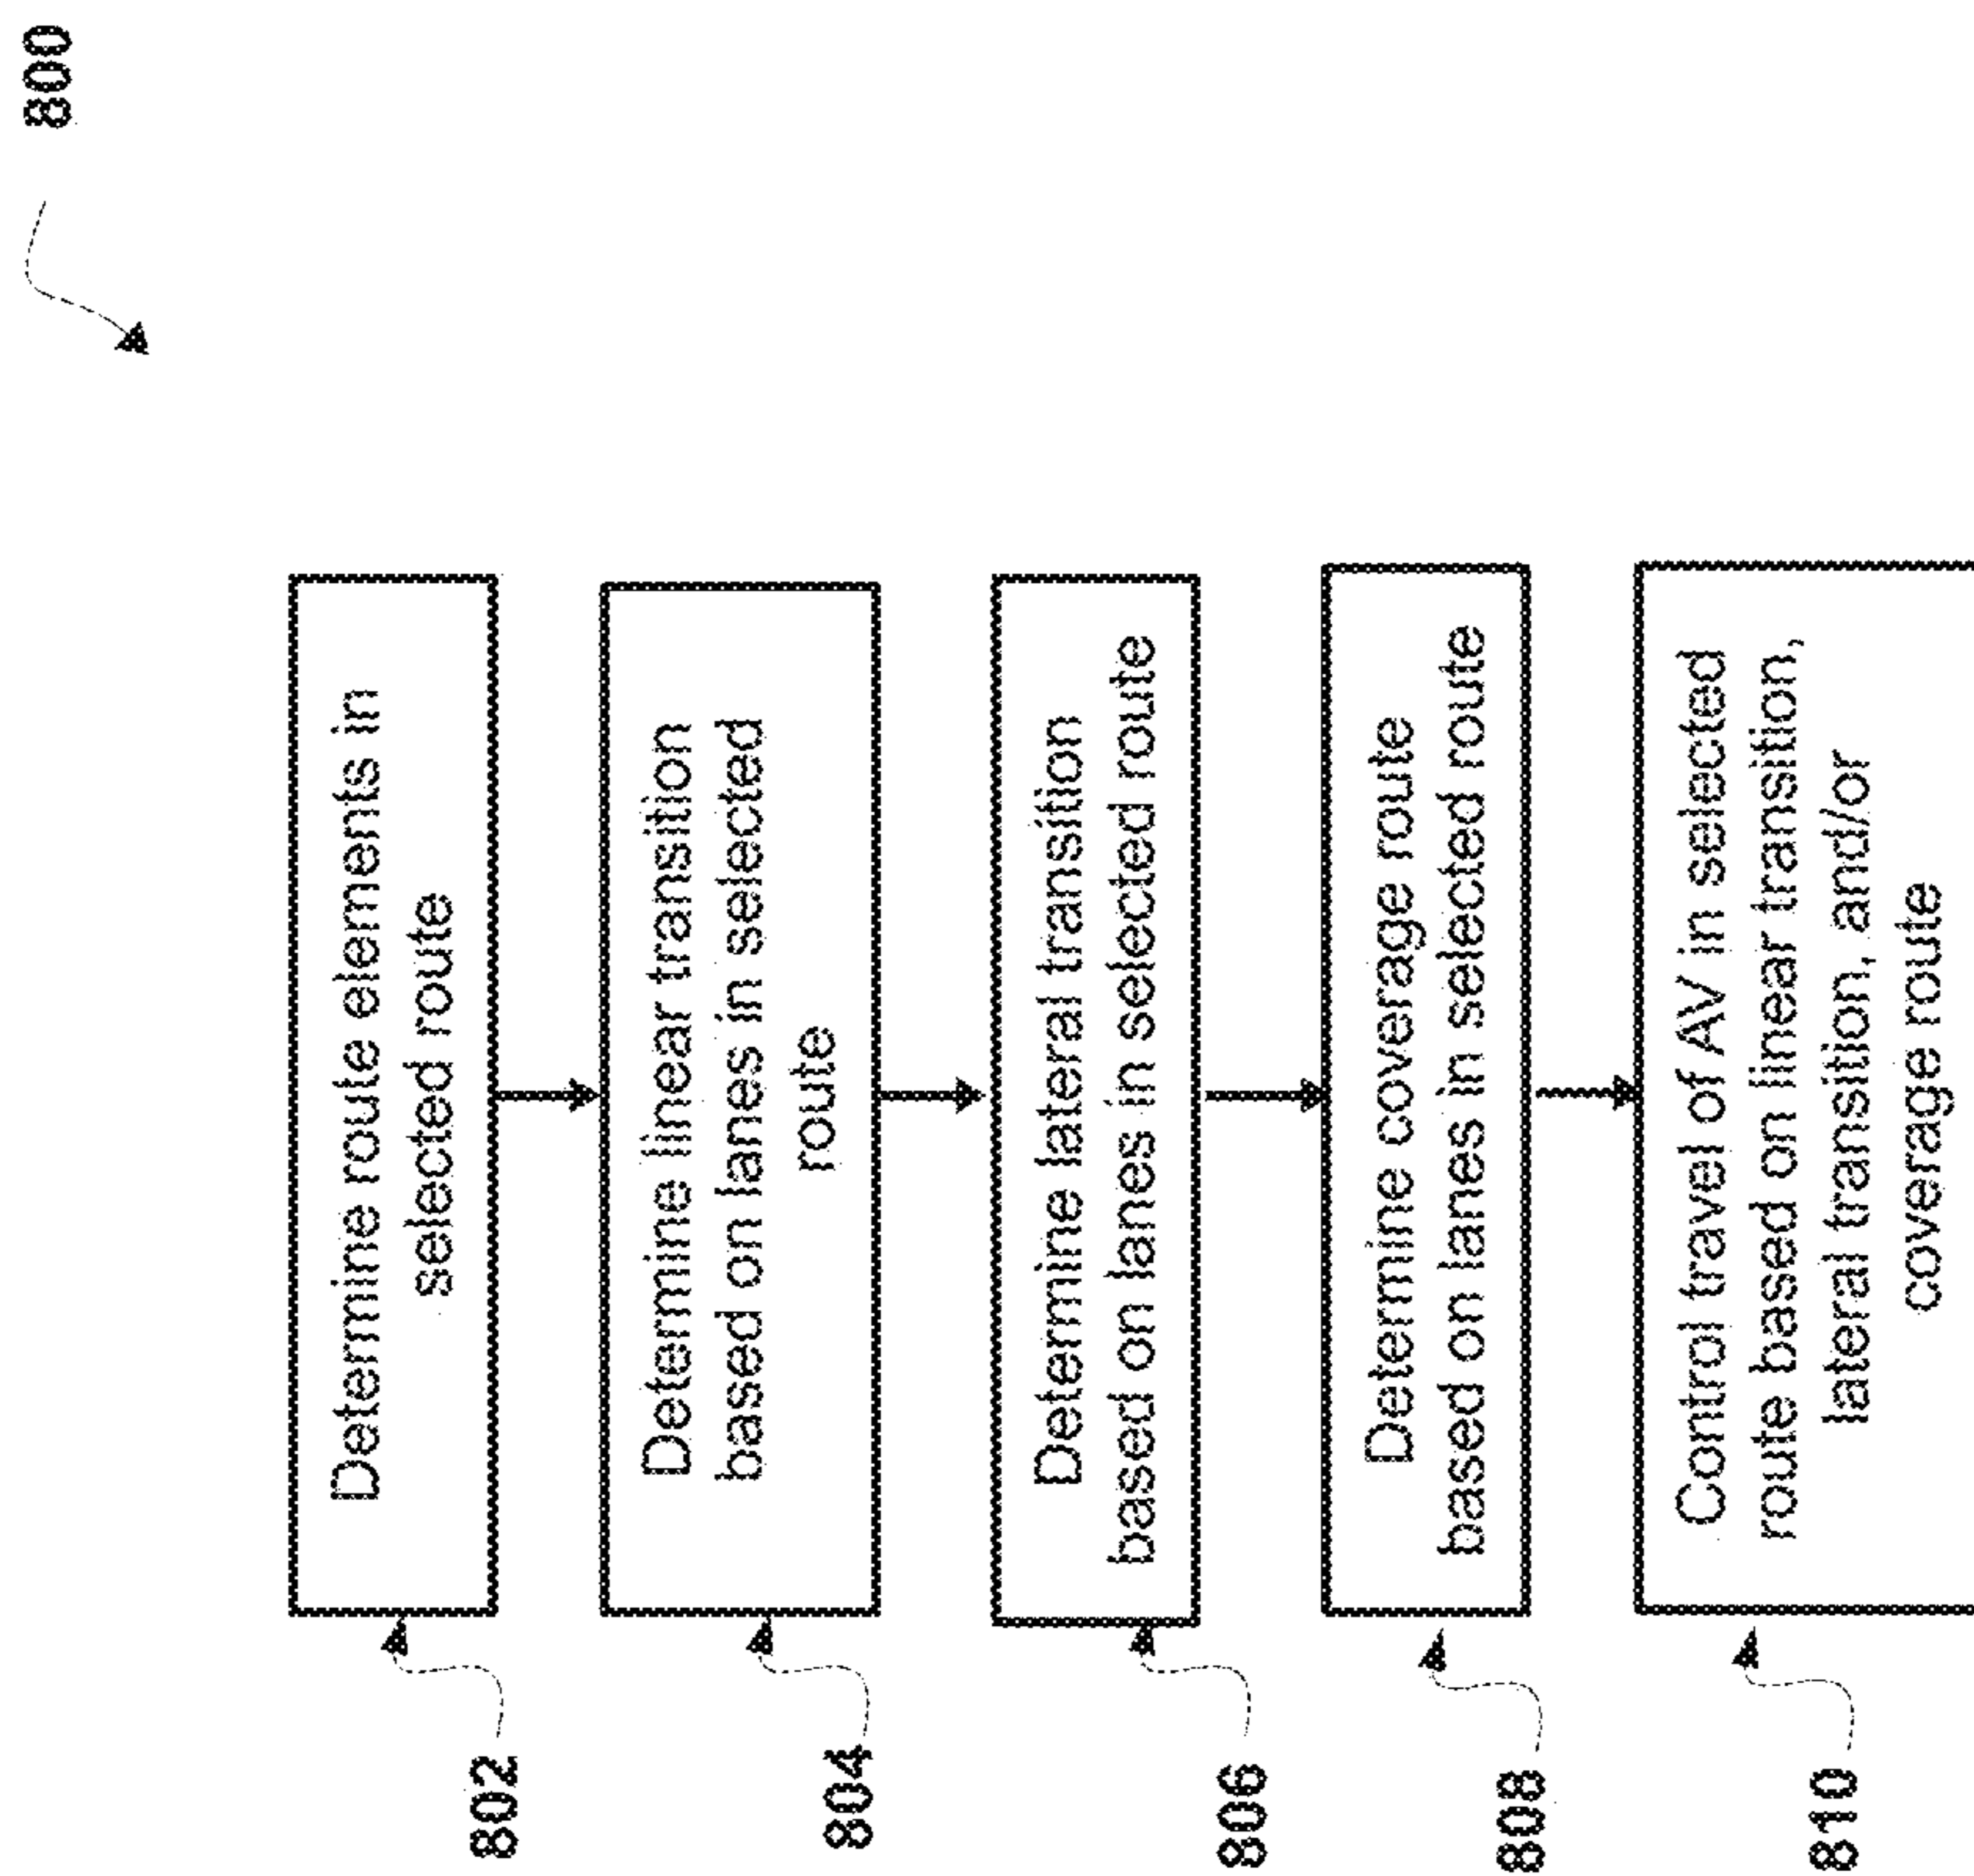 800
802
Determine route elements in
selected route
804
Determine linear transition
based on lanes in selected
route
806
Determine lateral transition
based on lanes in selected route
808
Determine coverage route
based on lanes in selected route
810
Control travel of AV in selected
route based on linear transition,
lateral transition, and/or
coverage route